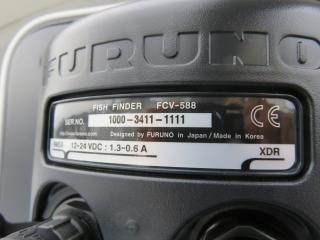 FURUNO
FISH FINDER FCV-588
SER.NO. 1000-3411-1111
Designed by FURUNO in Japan / Made in Korea
CE
12-24 VDC : 1.3-0.6 A
XDR